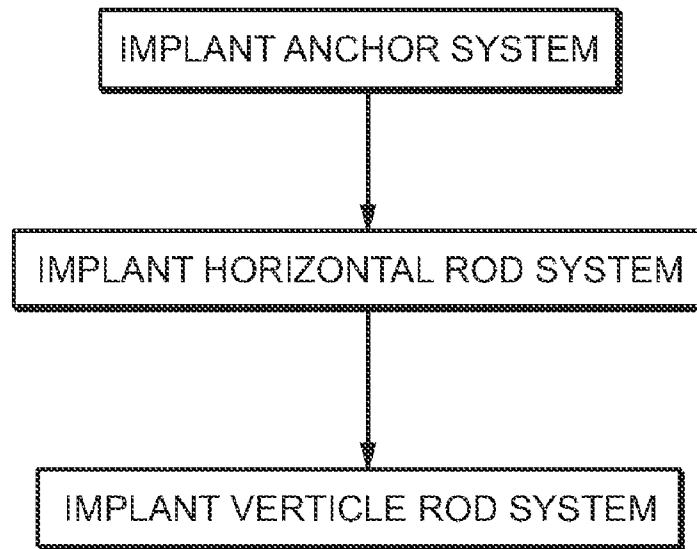 IMPLANT ANCHOR SYSTEM
IMPLANT HORIZONTAL ROD SYSTEM
IMPLANT VERTICLE ROD SYSTEM